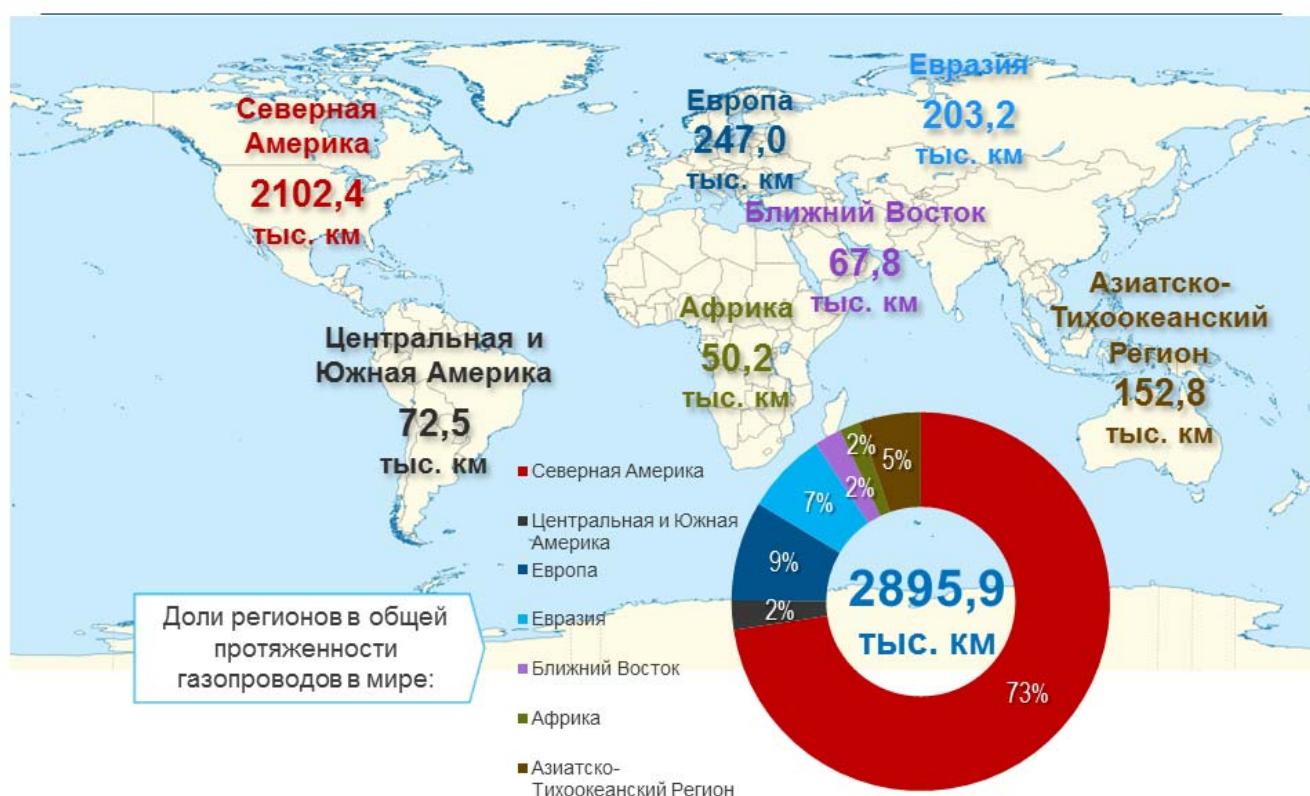 Северная
Америка
2102,4
тыс. км
Европа
247,0
тыс. км
Евразия
203,2
тыс. км
Ближний Восток
67,8
тыс. км
Азиатско-
Тихоокеанский
Регион
152,8
тыс. км
Африка
50,2
тыс. км
Центральная и
Южная Америка
72,5
тыс. км
Доли регионов в общей
протяженности
газопроводов в мире:
Северная Америка
Центральная и Южная
Америка
Европа
Евразия
Ближний Восток
Африка
Азиатско-
Тихоокеанский Регион
2%
5%
2%
7%
9%
2%
73%
2895,9
тыс. км